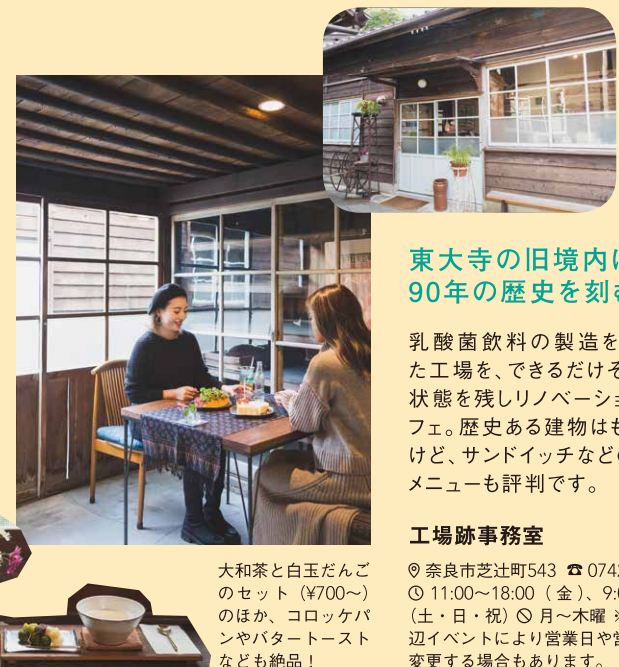 東大寺の旧境内に
90年の歴史を刻む
乳酸菌飲料の製造を
た工場を、できるだけそ
状態を残しリノベーショ
フェ。歴史ある建物はも
けど、サンドイッチなどの
メニューも評判です。
工場跡事務室
奈良市芝辻町543 ☎0742
11:00〜18:00（金）、9:0
（土・日・祝） 月〜木曜 ※
辺イベントにより営業日や営
変更する場合もあります。
大和茶と白玉だんご
のセット（¥700〜）
のほか、コロッケパ
ンやバタートースト
なども絶品！